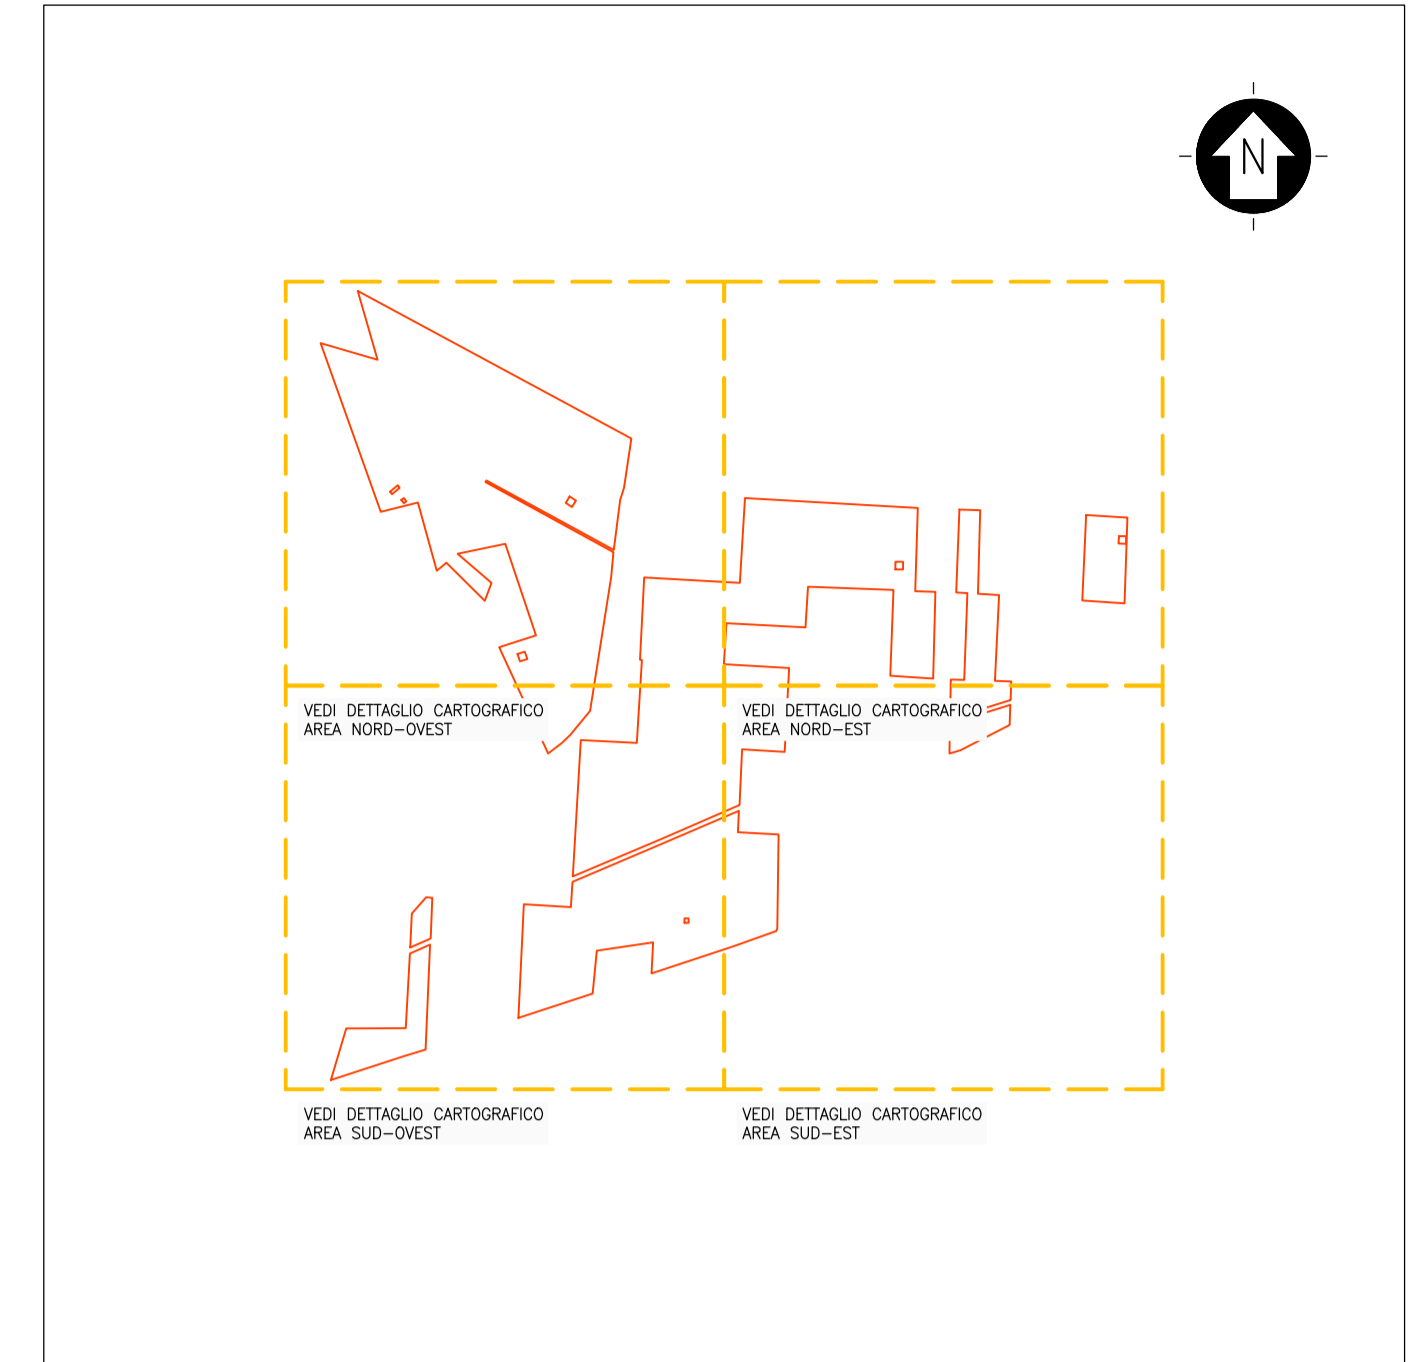 N
VEDI DETTAGLIO CARTOGRAFICO
AREA NORD-OVEST
VEDI DETTAGLIO CARTOGRAFICO
AREA NORD-EST
VEDI DETTAGLIO CARTOGRAFICO
AREA SUD-OVEST
VEDI DETTAGLIO CARTOGRAFICO
AREA SUD-EST